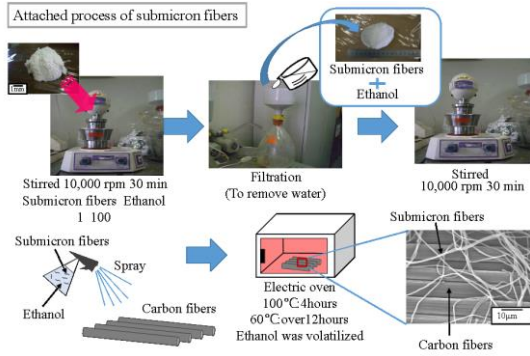 Attached process of submicron fibers
1mm
Submicron fibers
+
Ethanol
Stirred 10,000 rpm 30 min
Submicron fibers Ethanol
1 100
Filtration
(To remove water)
Stirred
10,000 rpm 30 min
Submicron fibers
Spray
Ethanol
Carbon fibers
Electric oven
100℃:4hours
60℃:over12hours
Ethanol was volatilized
Submicron fibers
10μm
Carbon fibers